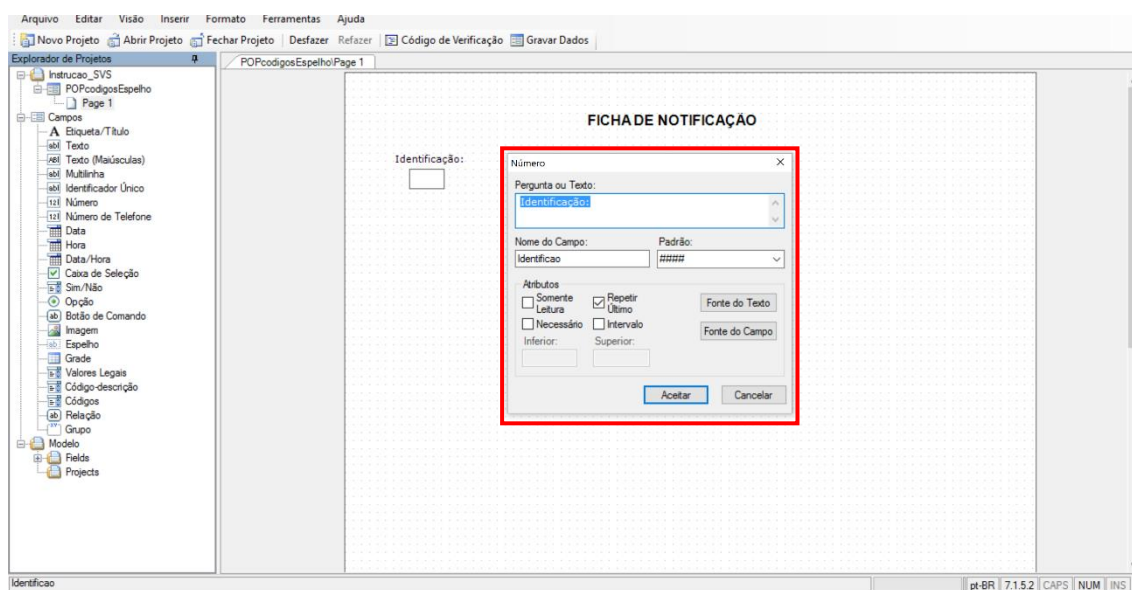 Arquivo Editar Visão Inserir Formato Ferramentas Ajuda
Novo Projeto Abrir Projeto Fechar Projeto Desfazer Refazer Código de Verificação Gravar Dados
Explorador de Projetos
POPcodigosEspelho\Page 1
Instrucao_SVS
POPcodigosEspelho
Page 1
Campos
A Etiqueta/Título
Texto
Texto (Maiúsculas)
Multilinha
Identificador Único
Número
Número de Telefone
Data
Hora
Data/Hora
Caixa de Seleção
Sim/Não
Opção
Botão de Comando
Imagem
Espelho
Grade
Valores Legais
Código-descrição
Códigos
Relação
Grupo
Modelo
Fields
Projects
FICHA DE NOTIFICAÇÃO
Identificação:
Número
Pergunta ou Texto:
Identificação:
Nome do Campo: Padrão:
Identificao ####
Atributos
Somente Leitura
Repetir Último
Fonte do Texto
Necessário Intervalo
Fonte do Campo
Inferior: Superior:
Aceitar Cancelar
Identificao
pt-BR 7.1.5.2 CAPS NUM INS